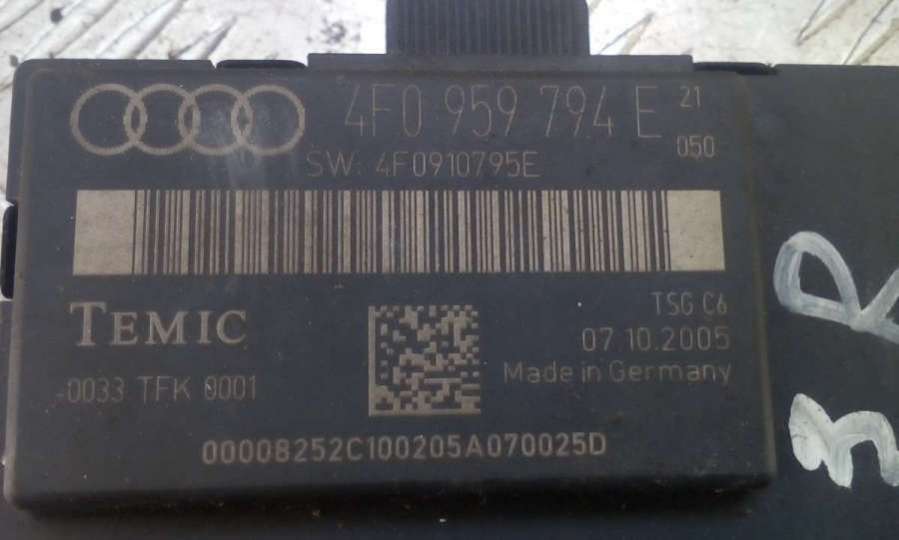 4F0 959 794 E 21
050
SW: 4F0910795E
TEMIC
TSG C6
07.10.2005
Made in Germany
-0033 TFK 0001
00008252C100205A070025D
R
3